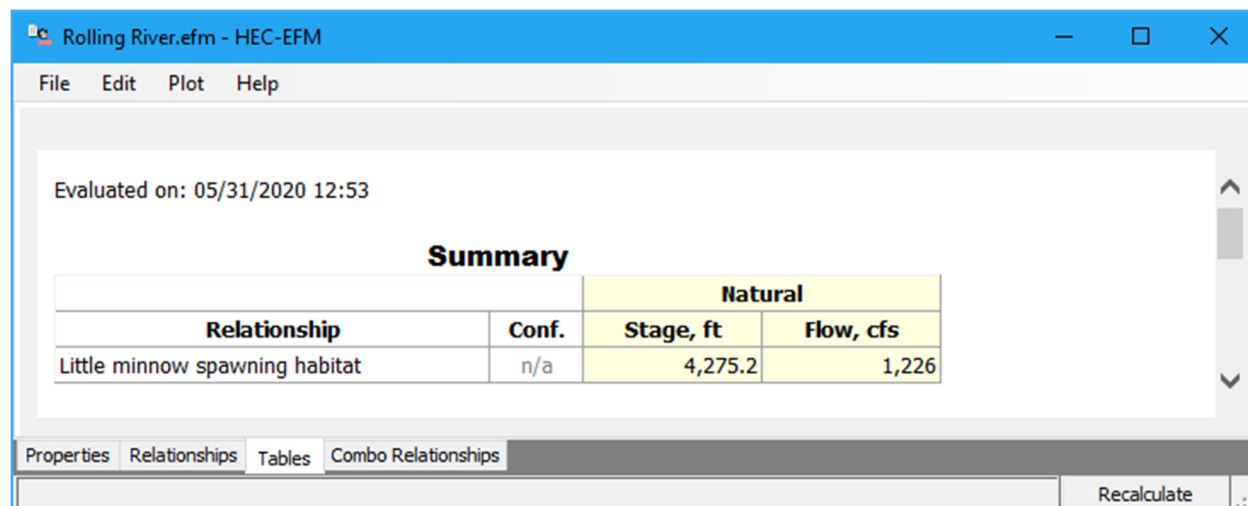 Rolling River.efm - HEC-EFM
File Edit Plot Help
Evaluated on: 05/31/2020 12:53
Summary
Natural
Relationship Conf. Stage, ft Flow, cfs
Little minnow spawning habitat n/a 4,275.2 1,226
Properties Relationships Tables Combo Relationships
Recalculate